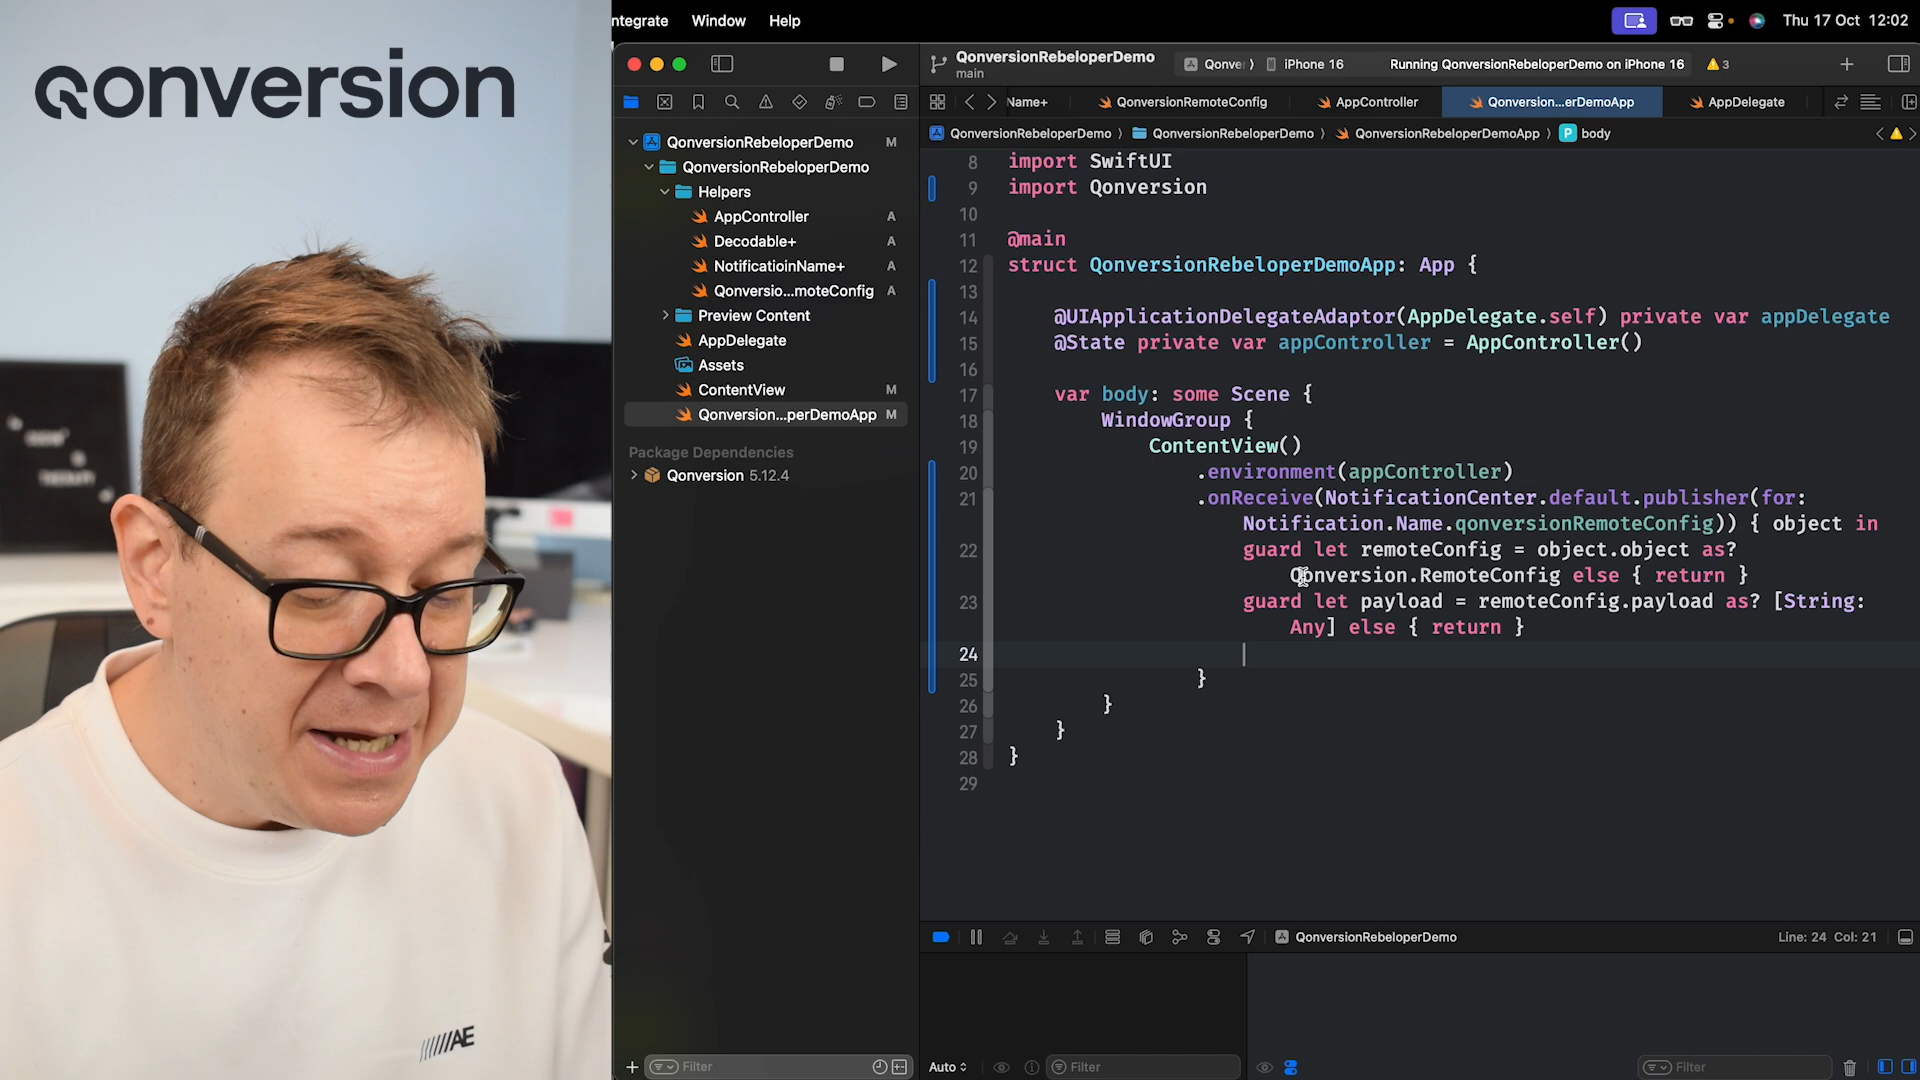 Qonversion
ntegrate Window Help
Thu 17 Oct 12:02
QonversionRebeloperDemo
main
Qonve
iPhone 16
Running QonversionRebeloperDemo on iPhone 16
3
Name+
QonversionRemoteConfig
AppController
Qonversion...erDemoApp
AppDelegate
QonversionRebeloperDemo
QonversionRebeloperDemo
QonversionRebeloperDemoApp
P body
QonversionRebeloperDemo M
QonversionRebeloperDemo
Helpers
AppController A
Decodable+ A
NotificatioinName+ A
Qonversio...moteConfig A
Preview Content
AppDelegate
Assets
ContentView M
Qonversion...perDemoApp M
Package Dependencies
Qonversion 5.12.4
8 import SwiftUI
9 import Qonversion
10
11 @main
12 struct QonversionRebeloperDemoApp: App {
13
14 @UIApplicationDelegateAdaptor(AppDelegate.self) private var appDelegate
15 @State private var appController = AppController()
16
17 var body: some Scene {
18 WindowGroup {
19 ContentView()
20 .environment(appController)
21 .onReceive(NotificationCenter.default.publisher(for:
Notification.Name.qonversionRemoteConfig)) { object in
22 guard let remoteConfig = object.object as?
Qonversion.RemoteConfig else { return }
23 guard let payload = remoteConfig.payload as? [String:
Any] else { return }
24
25 }
26 }
27 }
28 }
29
QonversionRebeloperDemo
Line: 24 Col: 21
Filter
Auto
Filter
Filter
AE